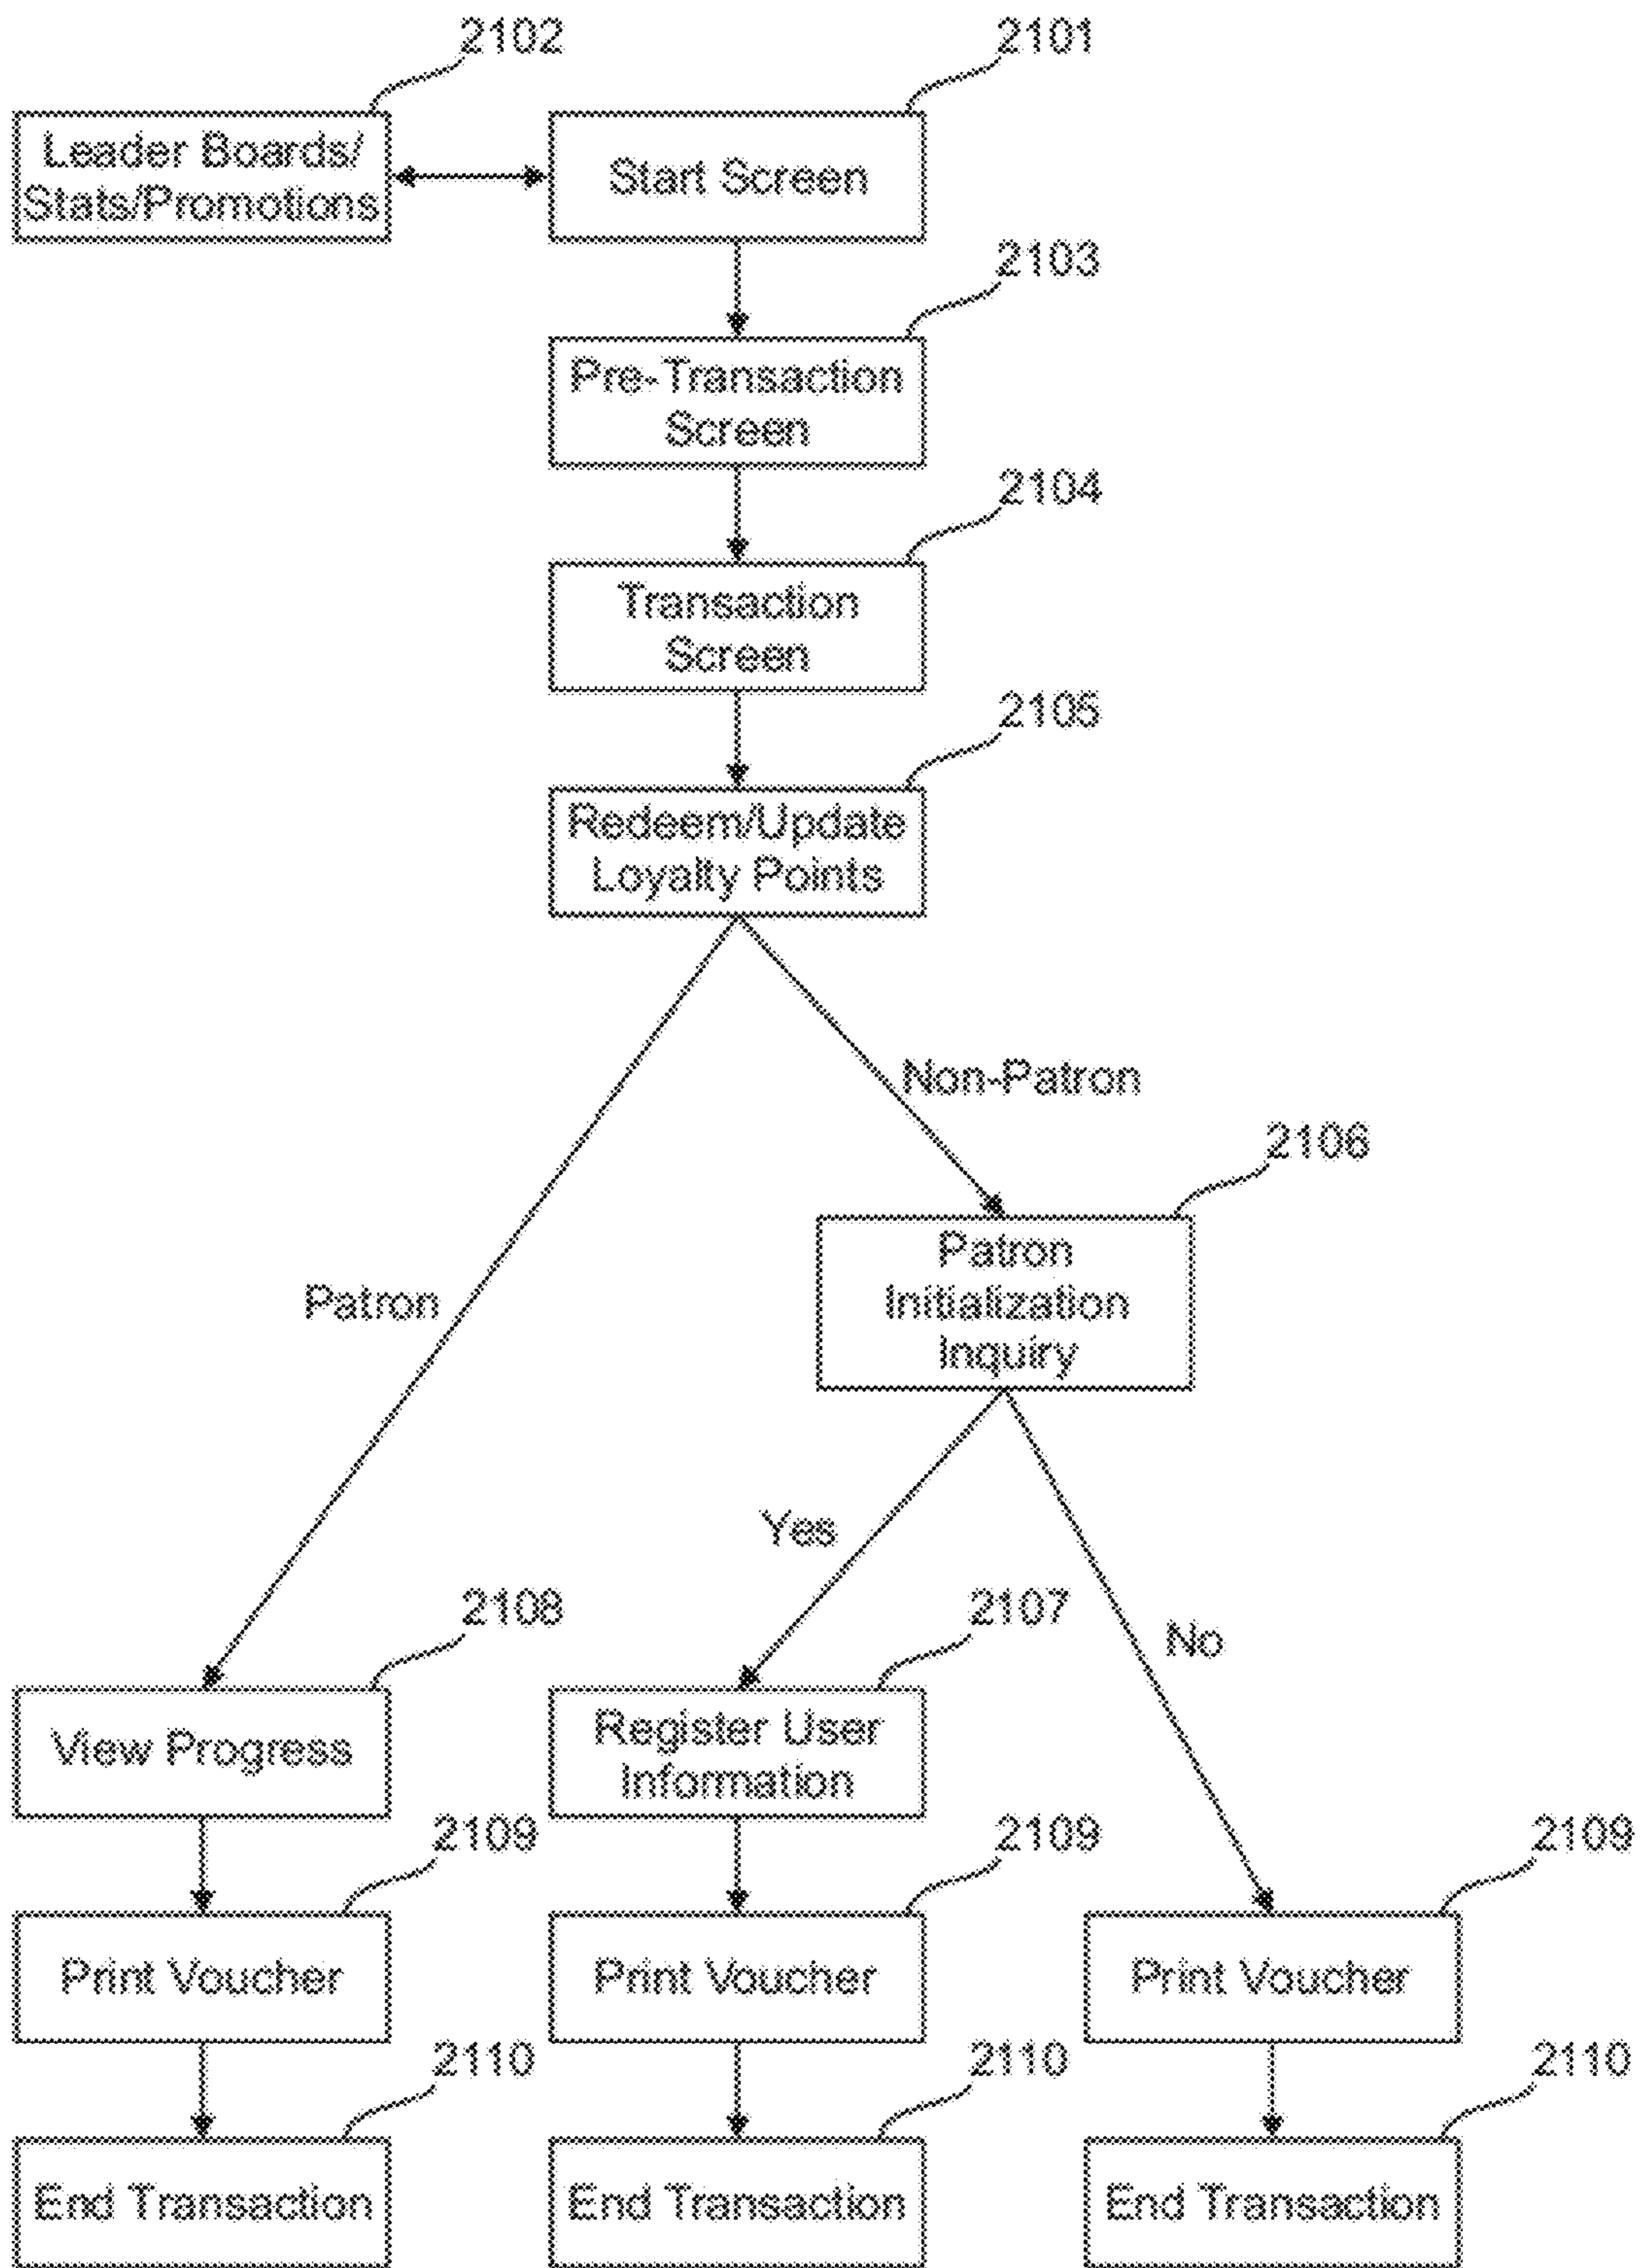 2102
2101
Leader Boards/
Stats/Promotions
Start Screen
2103
Pre-Transaction
Screen
2104
Transaction
Screen
2105
Redeem/Update
Loyalty Points
Non-Patron
2106
Patron
Patron
Initialization
Inquiry
Yes
2108
2107
No
View Progress
Register User
Information
2109
2109
2109
Print Voucher
Print Voucher
Print Voucher
2110
2110
2110
End Transaction
End Transaction
End Transaction